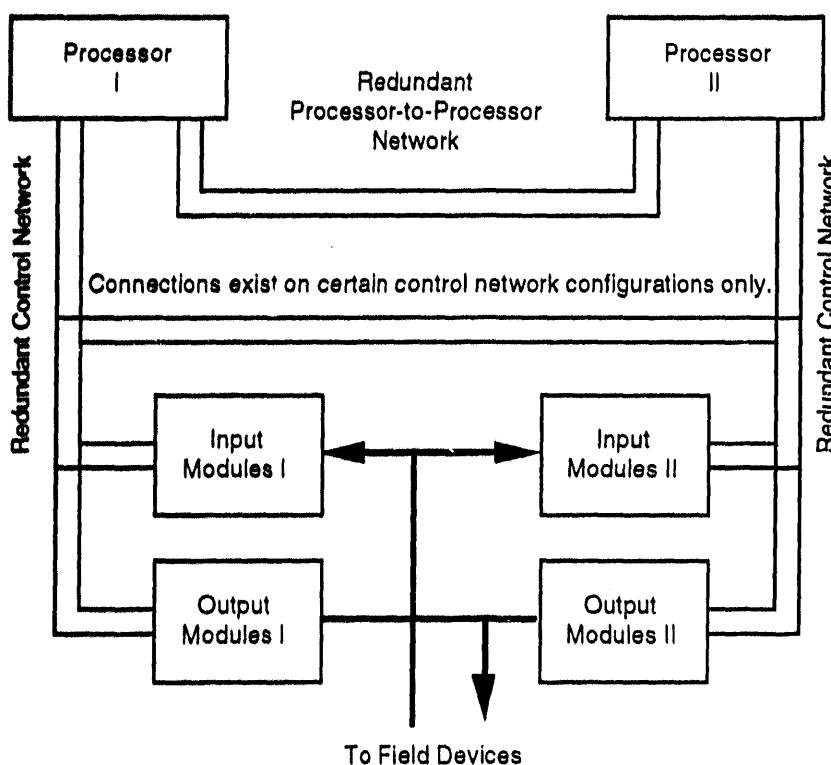 Processor
I
Redundant
Processor-to-Processor
Network
Processor
II
Redundant Control Network
Redundant Control Network
Connections exist on certain control network configurations only.
Input
Modules I
Input
Modules II
Output
Modules I
Output
Modules II
To Field Devices